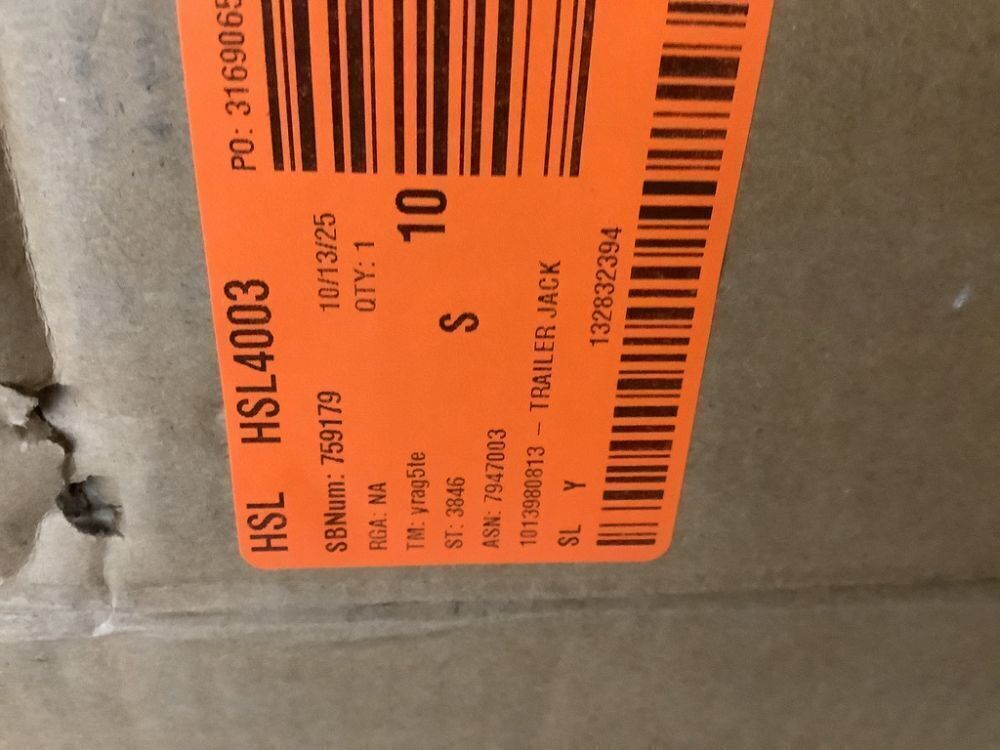 HSL HSL4003
PO: 3169065
SBNum: 759179 10/13/25
RGA: NA QTY: 1
TM: yrag5te 10
ST: 3846 S
ASN: 7947003
1013980813 – TRAILER JACK
SL Y 132832394